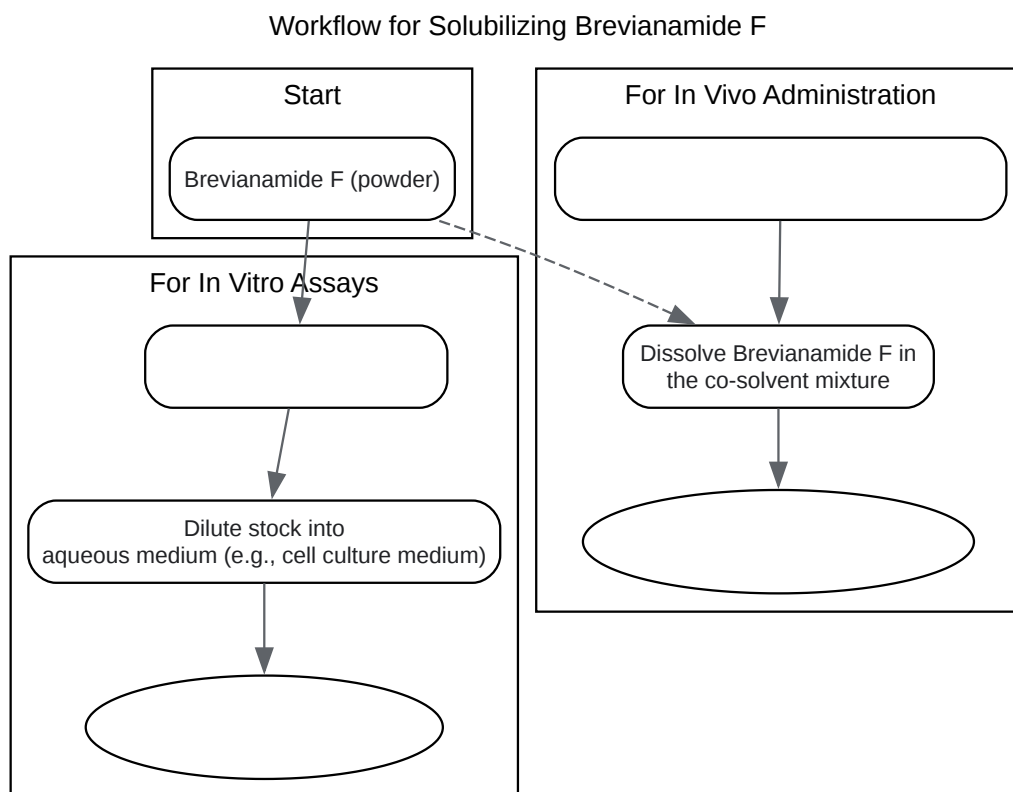 Workflow for Solubilizing Brevianamide F
Start
Brevianamide F (powder)
For In Vitro Assays
Dilute stock into
aqueous medium (e.g., cell culture medium)
For In Vivo Administration
Dissolve Brevianamide F in
the co-solvent mixture